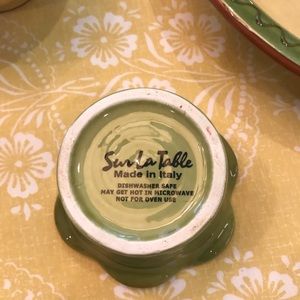 Sur La Table
Made in Italy
DISHWASHER SAFE
MAY GET HOT IN MICROWAVE
NOT FOR OVEN USE